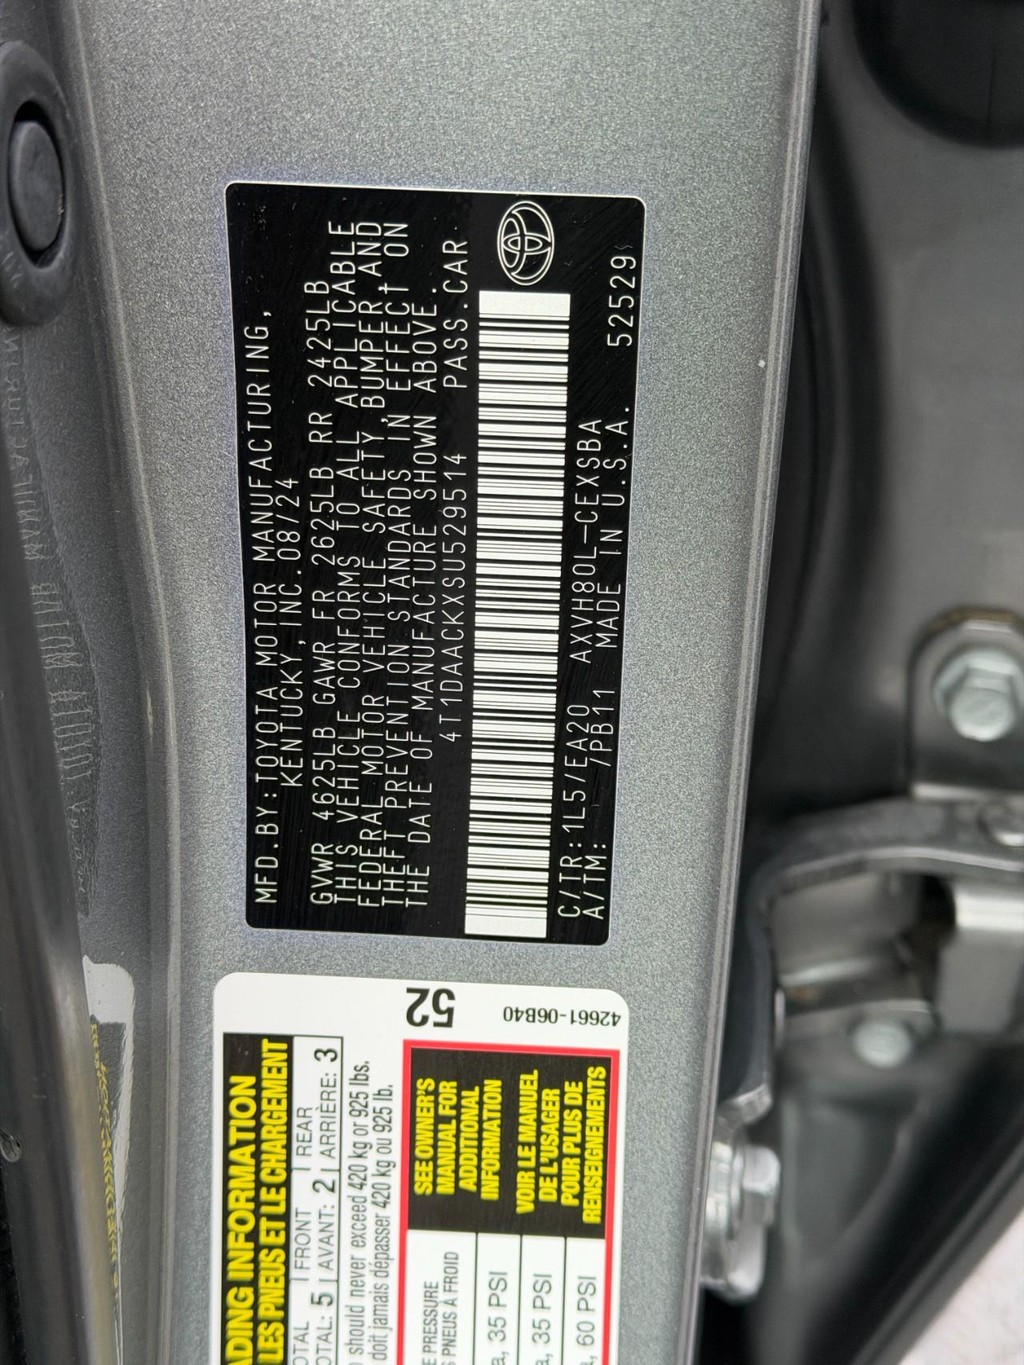 MFD.BY:TOYOTA MOTOR MANUFACTURING,
KENTUCKY, INC. 08/24
GVWR 4625LB GAWR FR 2625LB RR 2425LB
THIS VEHICLE CONFORMS TO ALL APPLICABLE
FEDERAL MOTOR VEHICLE SAFETY,BUMPER,AND
THEFT PREVENTION STANDARDS IN EFFECT ON
THE DATE OF MANUFACTURE SHOWN ABOVE.
4T1DAACKXSU529514 PASS.CAR
C/TR:1L5/EA20 AXVH80L-CEXSBA
A/TM: -/PB11 MADE IN U.S.A. 52529
52
42661-06B40
INFORMATION
LES PNEUS ET LE CHARGEMENT
FRONT REAR
TOTAL: 5 AVANT: 2 ARRIÈRE: 3
should never exceed 420 kg or 925 lbs.
doit jamais dépasser 420 kg ou 925 lb.
PRESSURE
PNEUS À FROID
35 PSI
35 PSI
60 PSI
SEE OWNER'S
MANUAL FOR
ADDITIONAL
INFORMATION
VOIR LE MANUEL
DE L'USAGER
POUR PLUS DE
RENSEIGNEMENTS